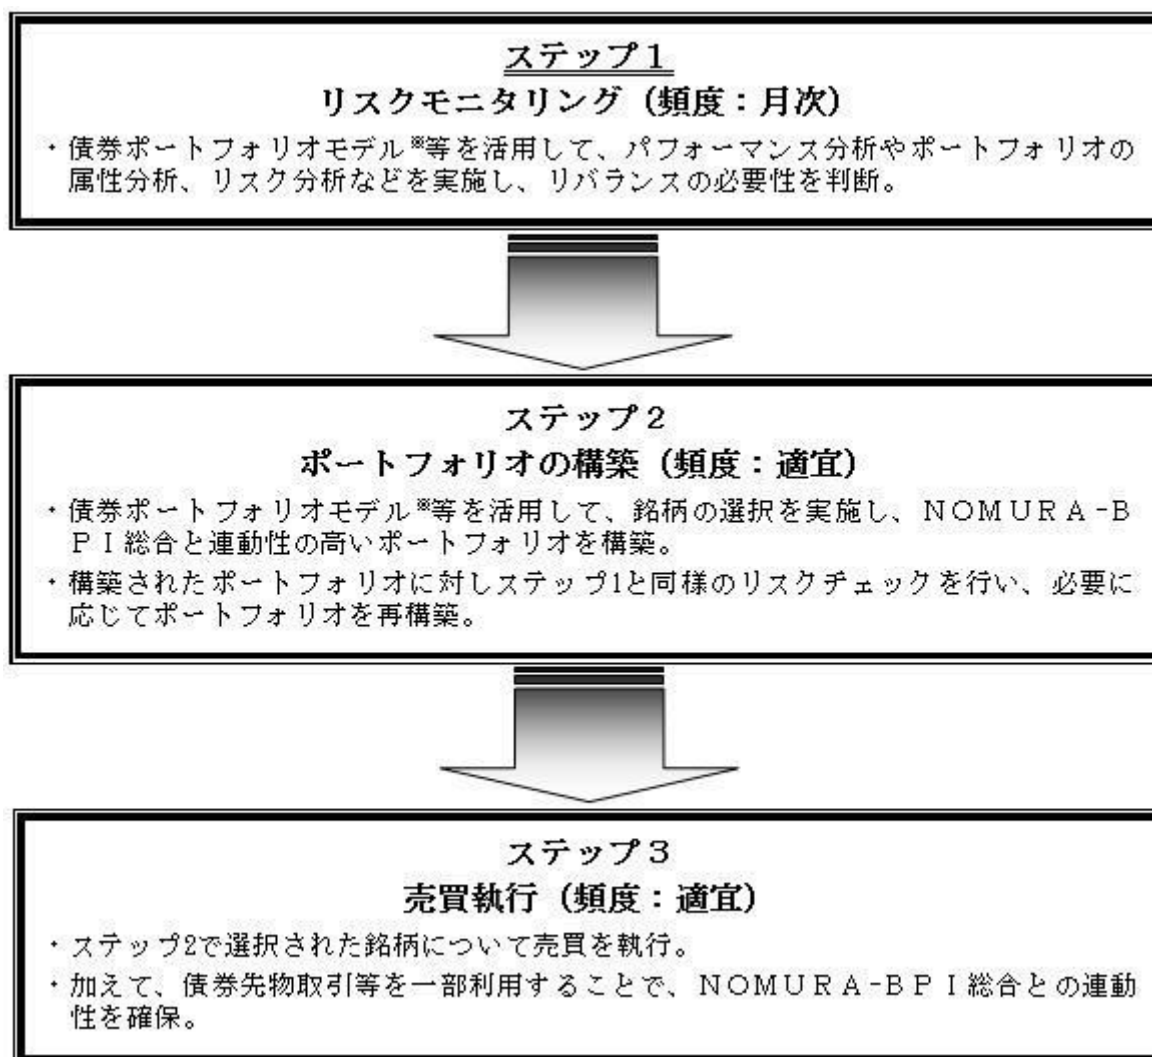 ステップ１
リスクモニタリング（頻度：月次）
・債券ポートフォリオモデル※等を活用して、パフォーマンス分析やポートフォリオの
属性分析、リスク分析などを実施し、リバランスの必要性を判断。
ステップ２
ポートフォリオの構築（頻度：適宜）
・債券ポートフォリオモデル※等を活用して、銘柄の選択を実施し、ＮＯＭＵＲＡ-Ｂ
ＰＩ総合と連動性の高いポートフォリオを構築。
・構築されたポートフォリオに対しステップ1と同様のリスクチェックを行い、必要に
応じてポートフォリオを再構築。
ステップ３
売買執行（頻度：適宜）
・ステップ2で選択された銘柄について売買を執行。
・加えて、債券先物取引等を一部利用することで、ＮＯＭＵＲＡ-ＢＰＩ総合との連動
性を確保。